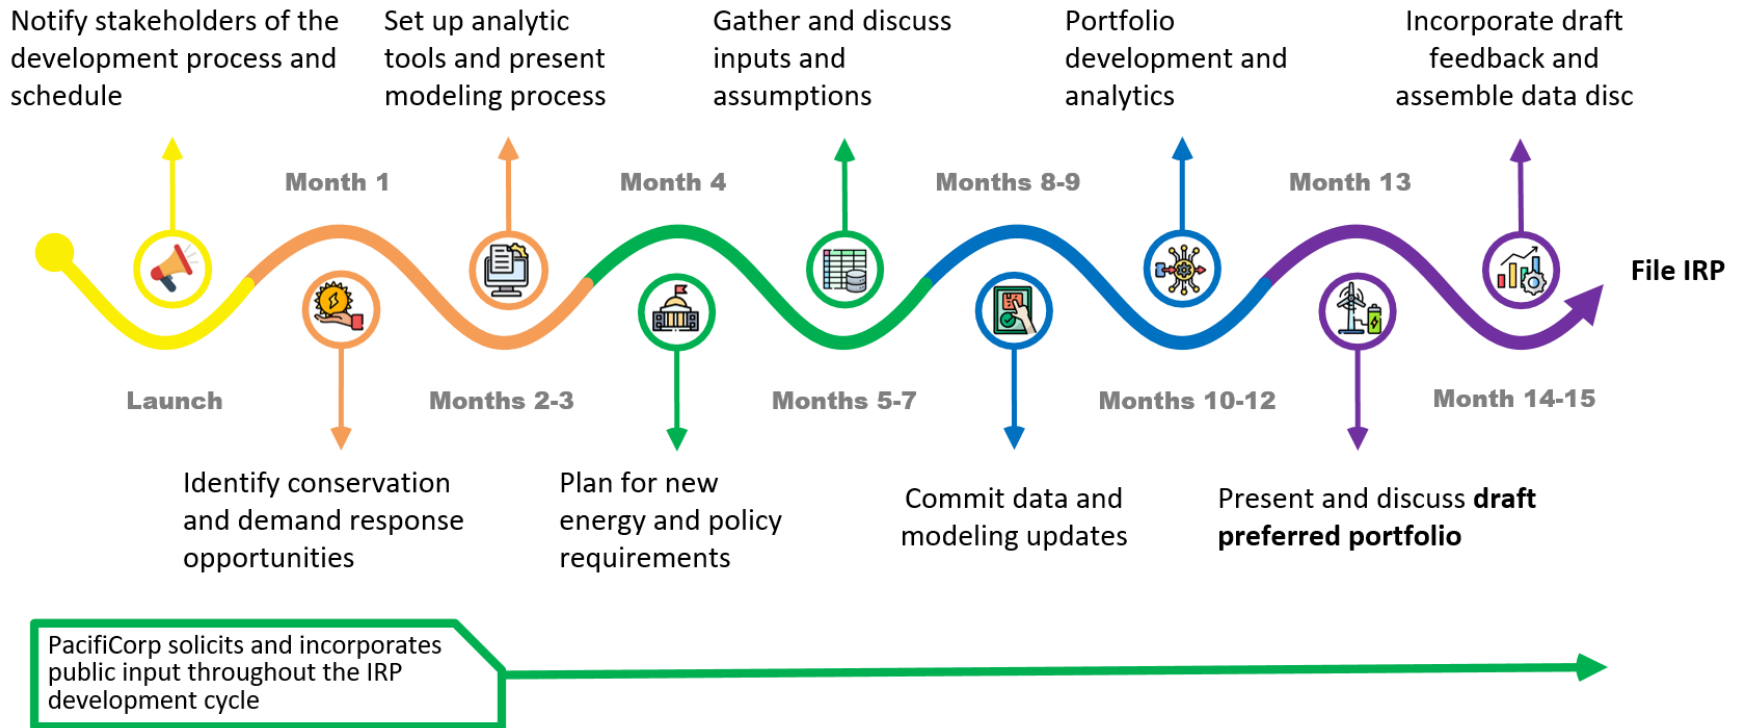 Notify stakeholders of the
development process and
schedule
Set up analytic
tools and present
modeling process
Gather and discuss
inputs and
assumptions
Portfolio
development and
analytics
Incorporate draft
feedback and
assemble data disc
Month 1
Month 4
Months 8-9
Month 13
File IRP
Launch
Months 2-3
Months 5-7
Months 10-12
Month 14-15
Identify conservation
and demand response
opportunities
Plan for new
energy and policy
requirements
Commit data and
modeling updates
Present and discuss draft
preferred portfolio
PacifiCorp solicits and incorporates
public input throughout the IRP
development cycle